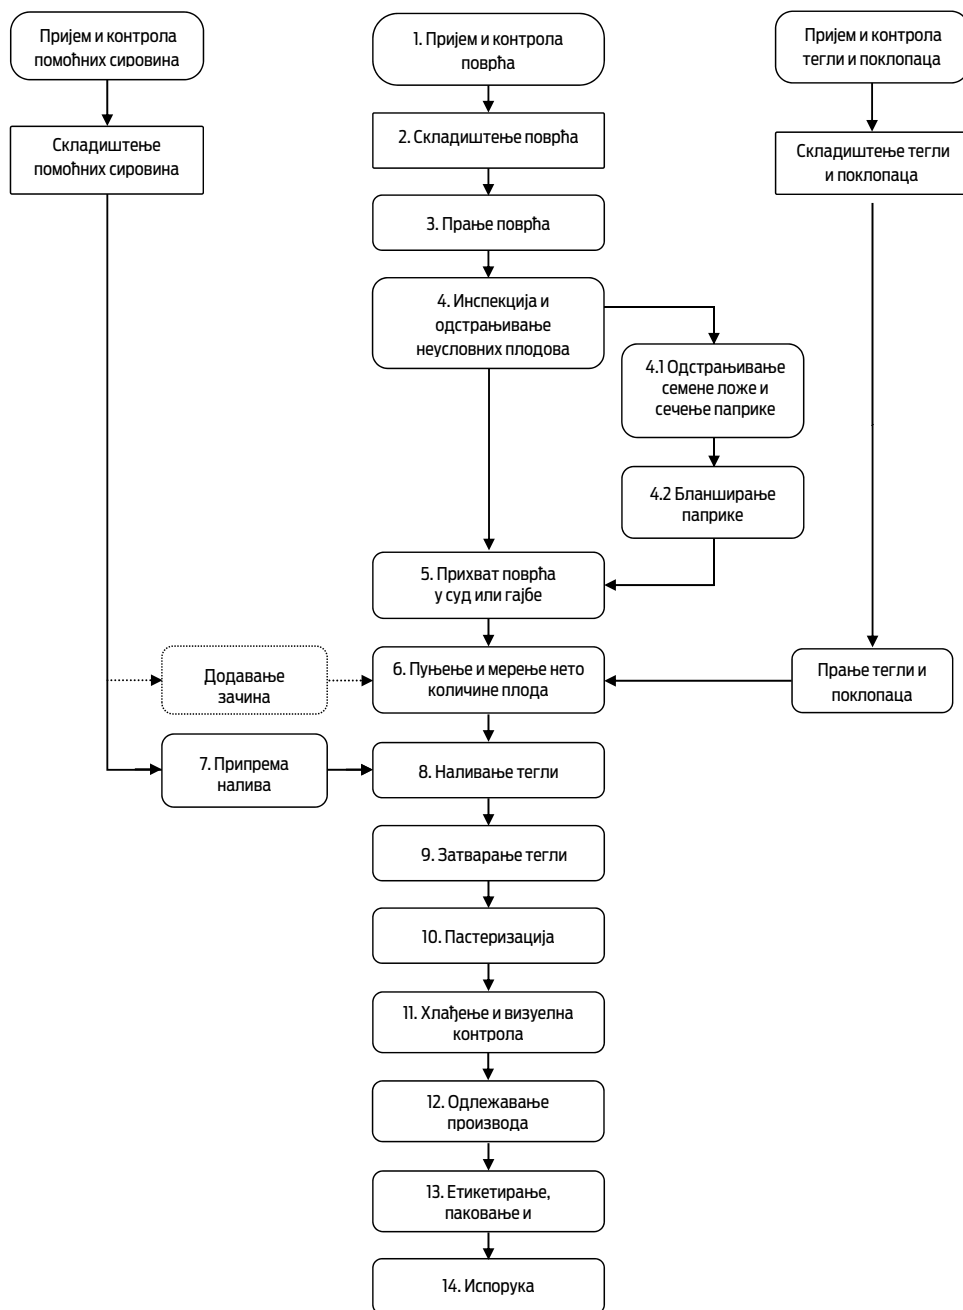 Пријем и контрола
помоћних сировина
1. Пријем и контрола
поврћа
Пријем и контрола
тегли и поклопаца
Складиштење
помоћних сировина
2. Складиштење поврћа
Складиштење тегли
и поклопаца
3. Прање поврћа
4. Инспекција и
одстрањивање
неусловних плодова
4.1 Одстрањивање
семене ложе и
сечење паприке
4.2 Бланширање
паприке
5. Прихват поврћа
у суд или гајбе
Додавање
зачина
6. Пуњење и мерење нето
количине плода
Прање тегли и
поклопаца
7. Припрема
налива
8. Наливање тегли
9. Затварање тегли
10. Пастеризација
11. Хлађење и визуелна
контрола
12. Одлежавање
производа
13. Етикетирање,
паковање и
14. Испорука